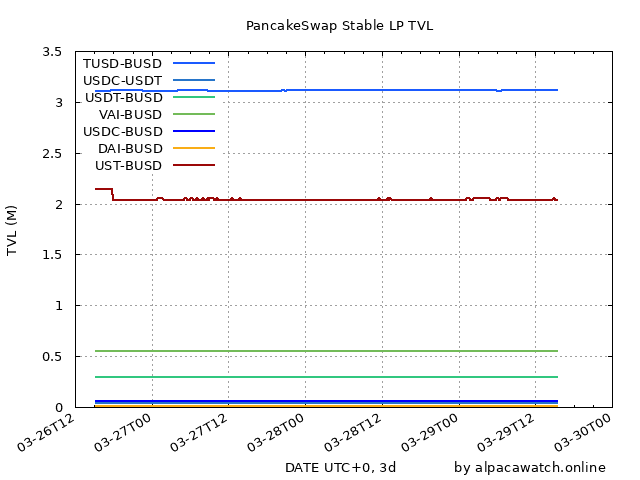 PancakeSwap Stable LP TVL
3.5
3
2.5
2
1.5
1
0.5
0
TVL (M)
TUSD-BUSD
USDC-USDT
USDT-BUSD
VAI-BUSD
USDC-BUSD
DAI-BUSD
UST-BUSD
03-26T12
03-27T00
03-27T12
03-28T00
03-28T12
03-29T00
03-29T12
03-30T00
DATE UTC+0, 3d
by alpacawatch.online